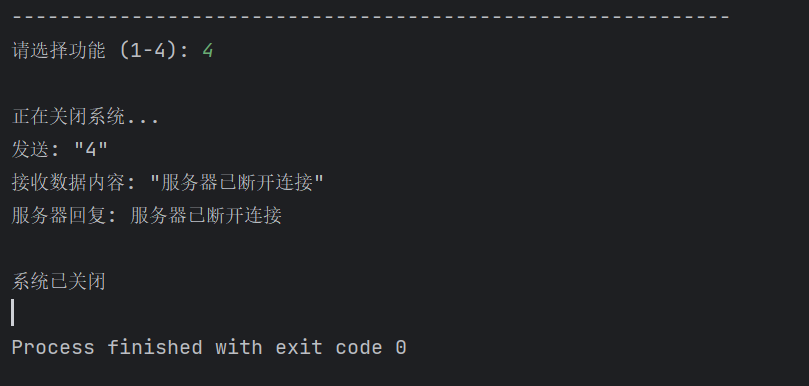 ------------------------------------------------------------
请选择功能 (1-4): 4
正在关闭系统...
发送: "4"
接收数据内容: "服务器已断开连接"
服务器回复: 服务器已断开连接
系统已关闭
Process finished with exit code 0